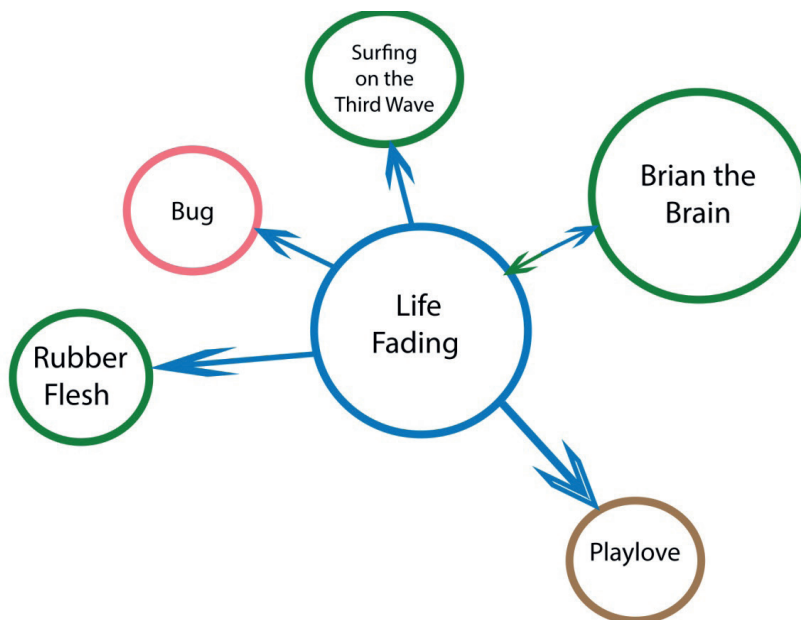 Surfing
on the
Third Wave
Brian the
Brain
Bug
Life
Fading
Rubber
Flesh
Playlove